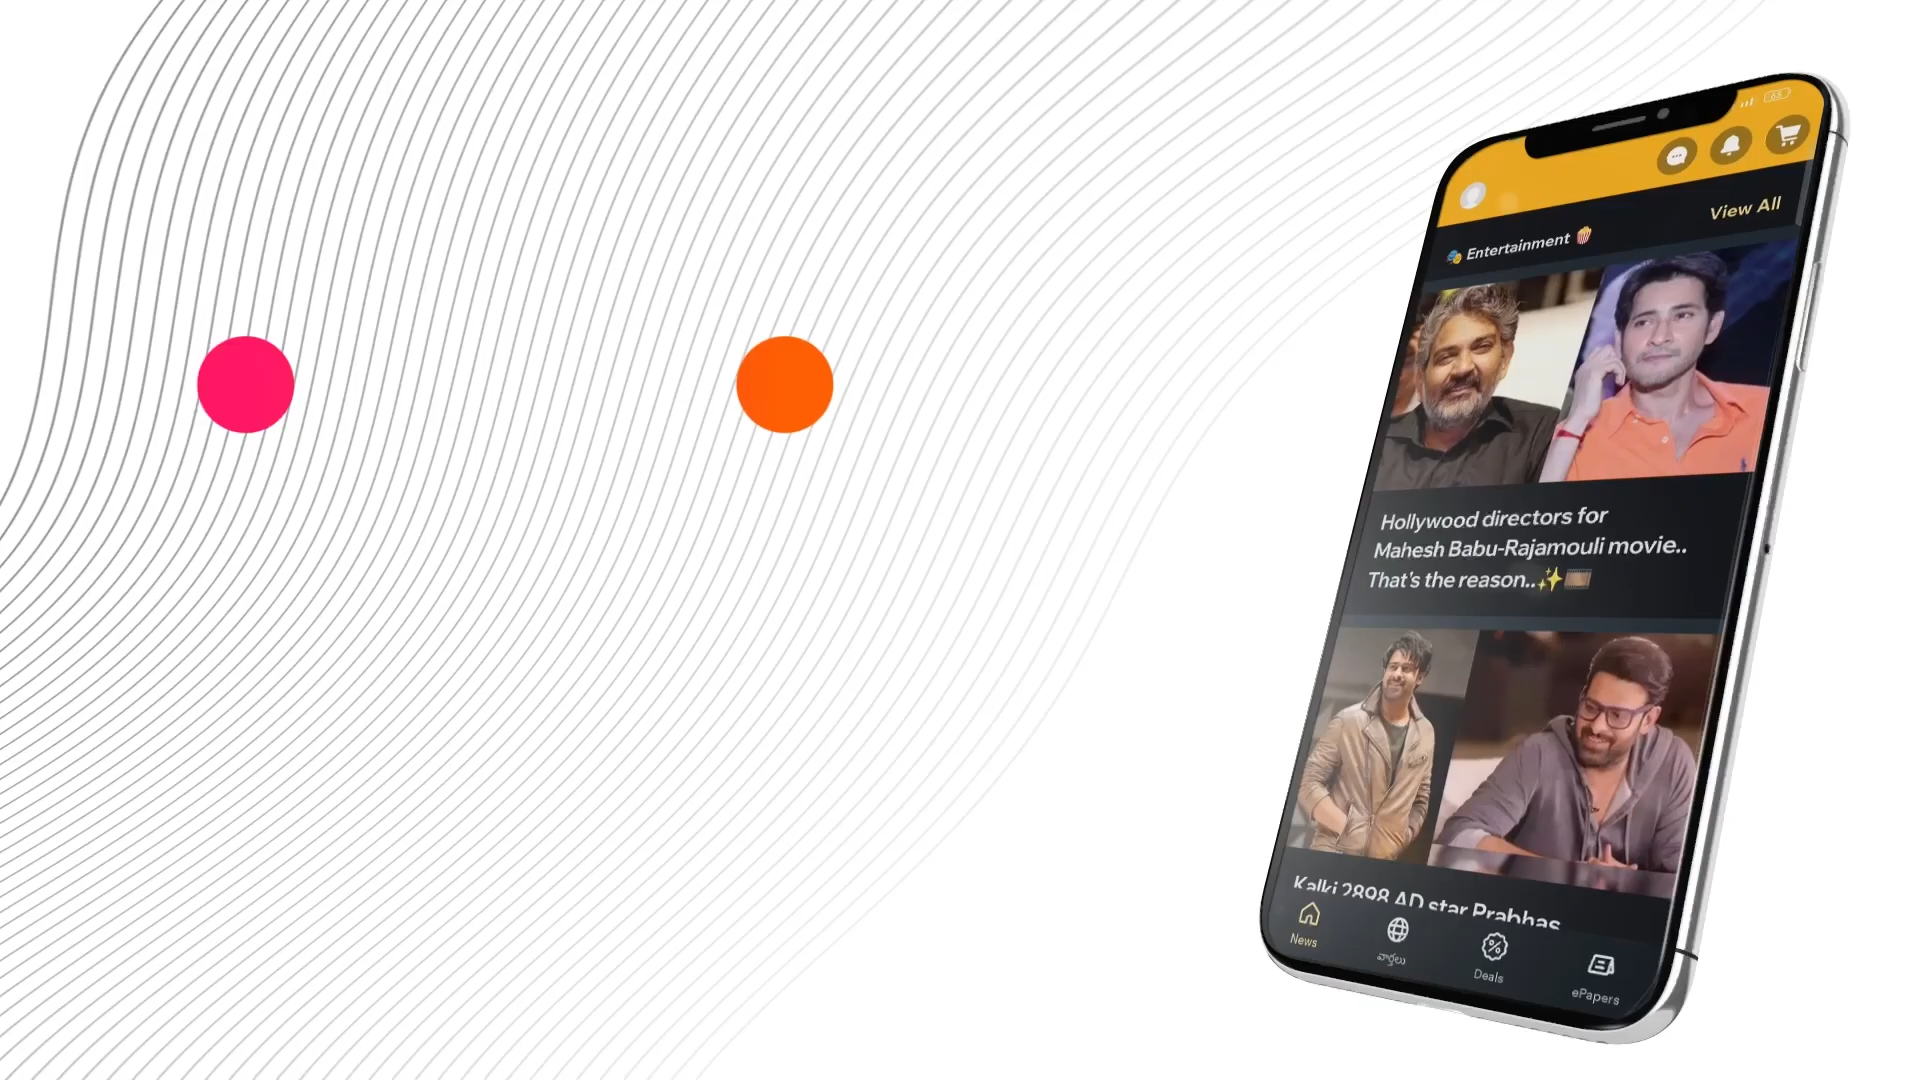 68
View All
🎭 Entertainment 🍿
Hollywood directors for
Mahesh Babu-Rajamouli movie..
That's the reason..✨🎞️
Kalki 2898 AD star Prabhas
News
వార్తలు
Deals
ePapers